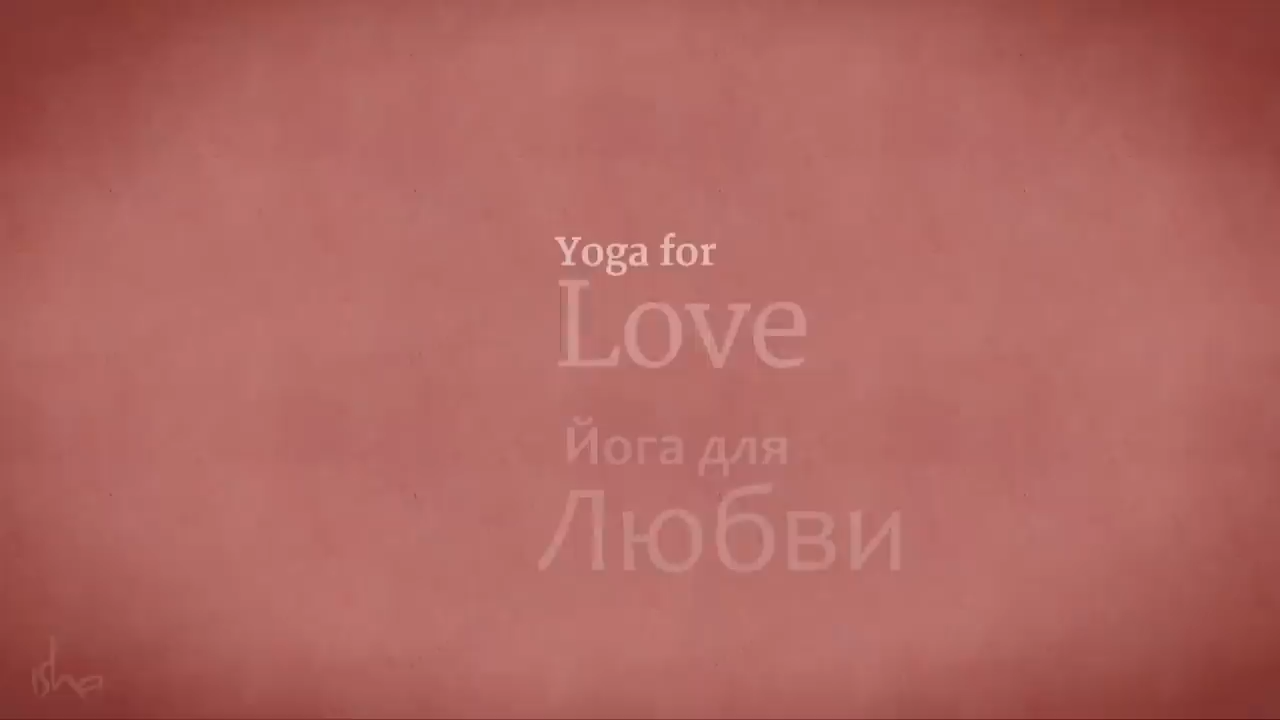 Yoga for
Love
Йога для
Любви
isha